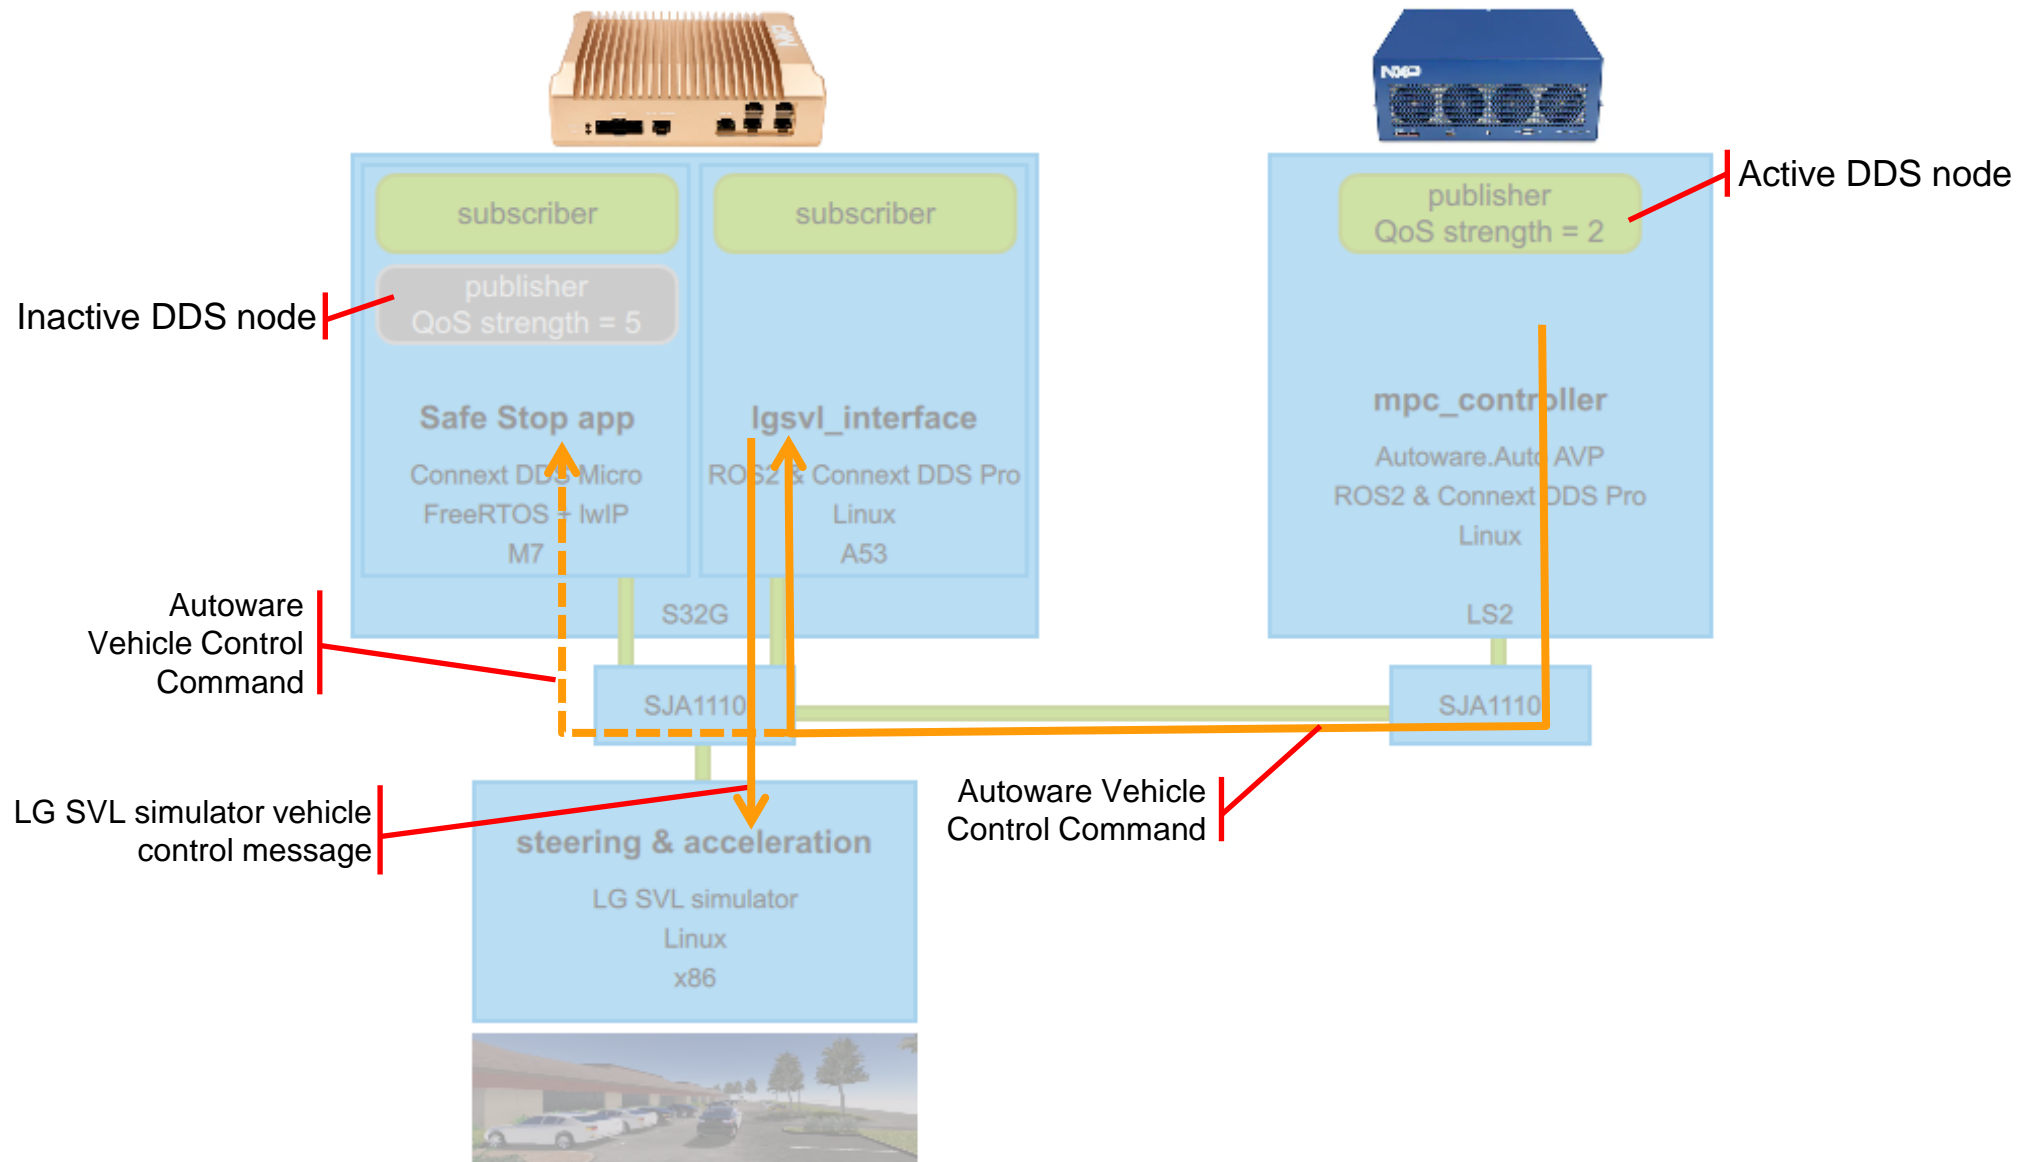 NXP
NXP
subscriber
subscriber
publisher
QoS strength = 2
Active DDS node
Inactive DDS node
publisher
QoS strength = 5
Safe Stop app
Connext DDS Micro
FreeRTOS + lwIP
M7
lgsvl_interface
ROS2 & Connext DDS Pro
Linux
A53
mpc_controller
Autoware.Auto AVP
ROS2 & Connext DDS Pro
Linux
S32G
LS2
Autoware
Vehicle Control
Command
SJA1110
SJA1110
LG SVL simulator vehicle
control message
Autoware Vehicle
Control Command
steering & acceleration
LG SVL simulator
Linux
x86